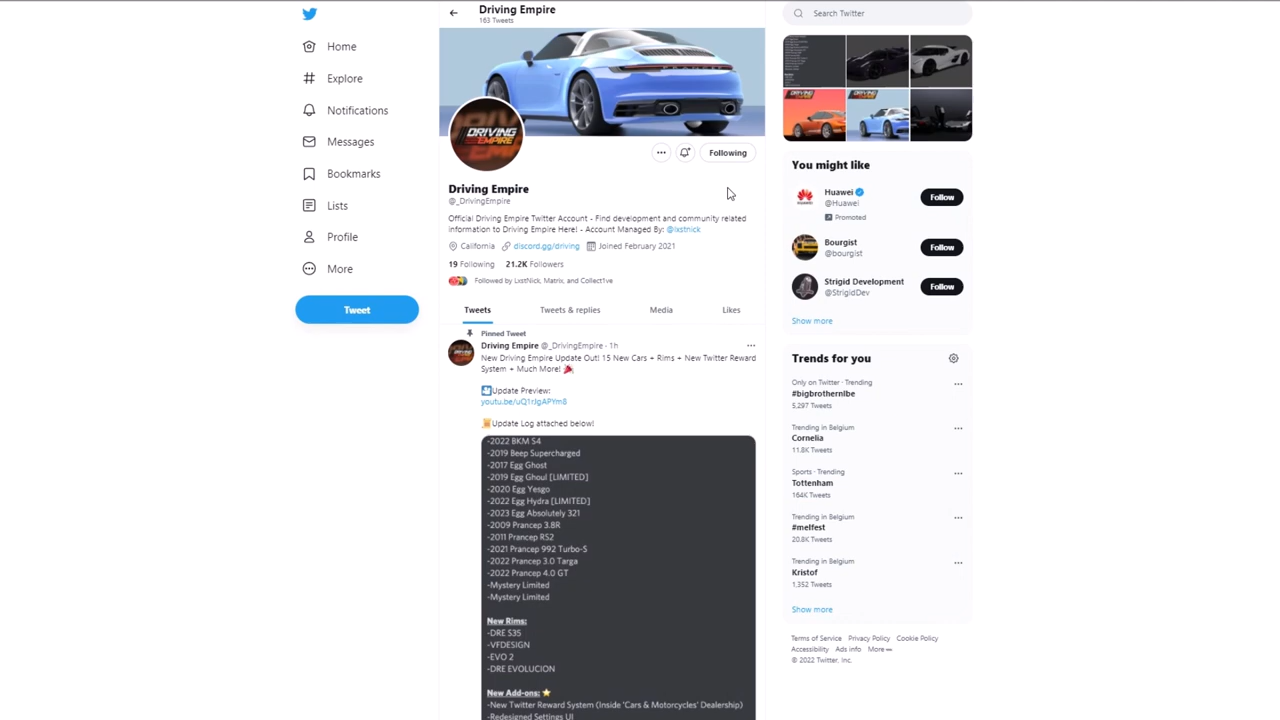 Driving Empire
163 Tweets
Search Twitter
Home
Explore
Notifications
Messages
Bookmarks
Lists
Profile
More
Tweet
DRIVING
EMPIRE
Following
Driving Empire
@_DrivingEmpire
Official Driving Empire Twitter Account - Find development and community related
information to Driving Empire Here! - Account Managed By: @lxstnick
California discord.gg/driving Joined February 2021
19 Following 21.2K Followers
Followed by LxstNick, Matrix, and Collect1ve
Tweets Tweets & replies Media Likes
Pinned Tweet
Driving Empire @_DrivingEmpire · 1h
New Driving Empire Update Out! 15 New Cars + Rims + New Twitter Reward
System + Much More!
Update Preview:
youtu.be/uQ1rJgAPYm8
Update Log attached below!
-2022 BKM S4
-2019 Beep Supercharged
-2017 Egg Ghost
-2019 Egg Ghoul [LIMITED]
-2020 Egg Yesgo
-2022 Egg Hydra [LIMITED]
-2023 Egg Absolutely 321
-2009 Prancep 3.8R
-2011 Prancep RS2
-2021 Prancep 992 Turbo-S
-2022 Prancep 3.0 Targa
-2022 Prancep 4.0 GT
-Mystery Limited
-Mystery Limited
New Rims:
-DRE S35
-VFDESIGN
-EVO 2
-DRE EVOLUCION
New Add-ons:
-New Twitter Reward System (Inside 'Cars & Motorcycles' Dealership)
-Redesigned Settings UI
You might like
Huawei
@Huawei
Promoted
Follow
Bourgist
@bourgist
Follow
Strigid Development
@StrigidDev
Follow
Show more
Trends for you
Only on Twitter · Trending
#bigbrothernlbe
5,297 Tweets
Trending in Belgium
Cornelia
11.8K Tweets
Sports · Trending
Tottenham
164K Tweets
Trending in Belgium
#melfest
20.8K Tweets
Trending in Belgium
Kristof
1,352 Tweets
Show more
Terms of Service Privacy Policy Cookie Policy
Accessibility Ads info More
© 2022 Twitter, Inc.